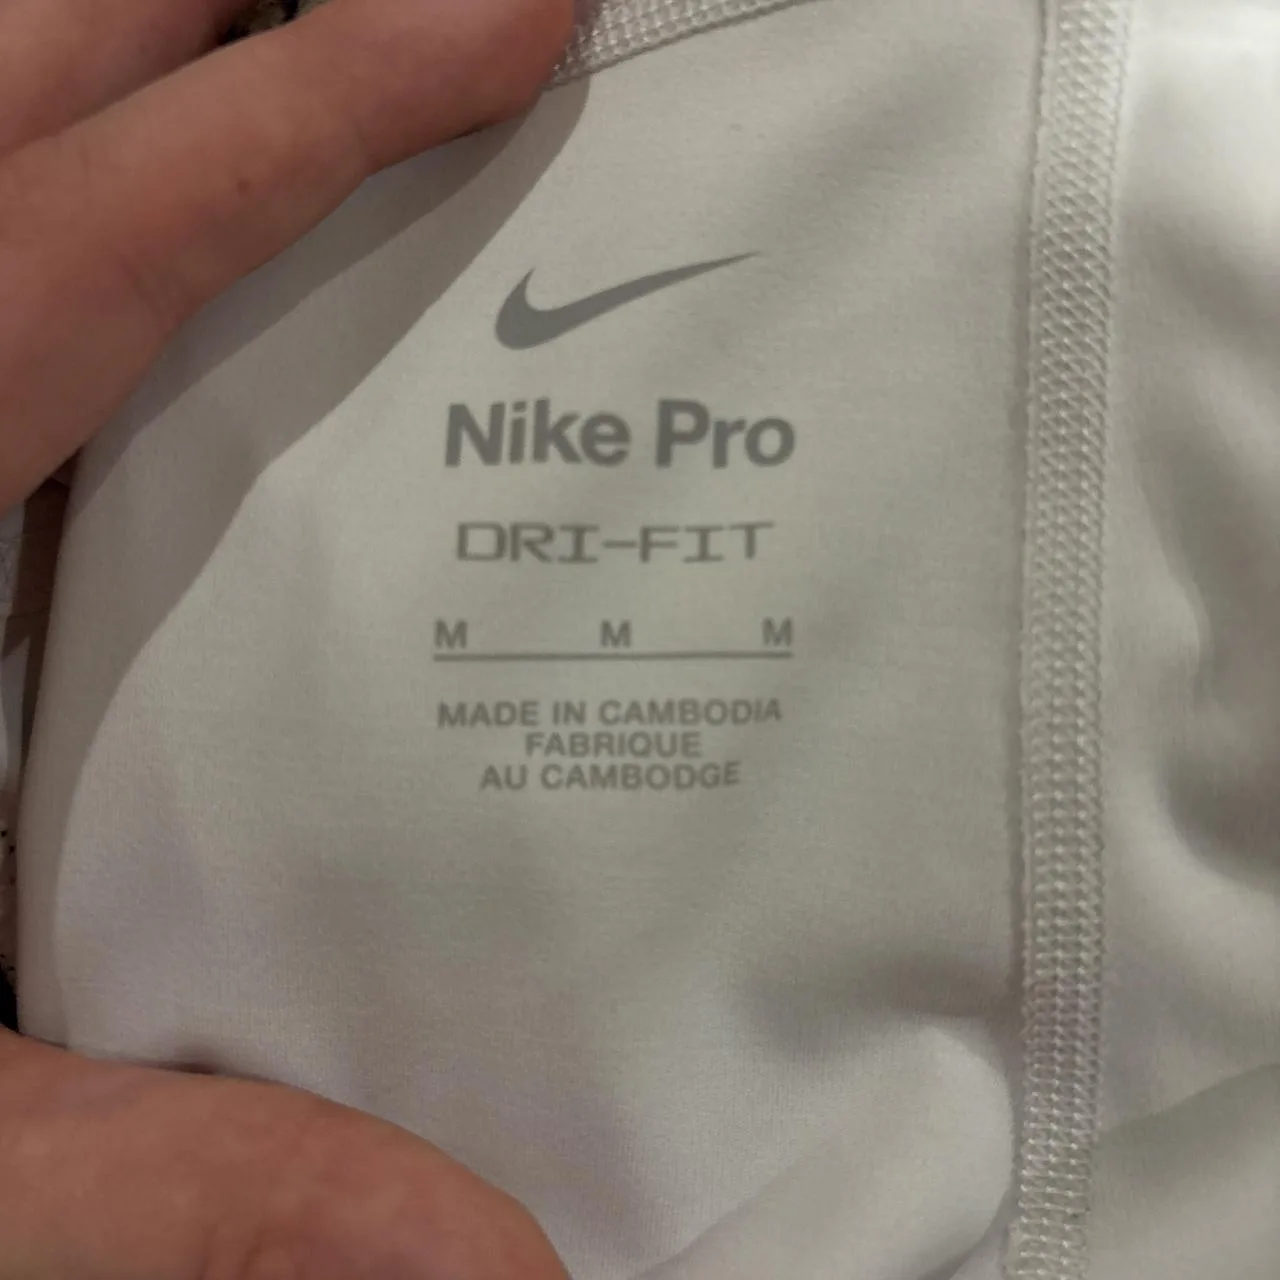 Nike Pro
DRI-FIT
M M M
MADE IN CAMBODIA
FABRIQUE
AU CAMBODGE